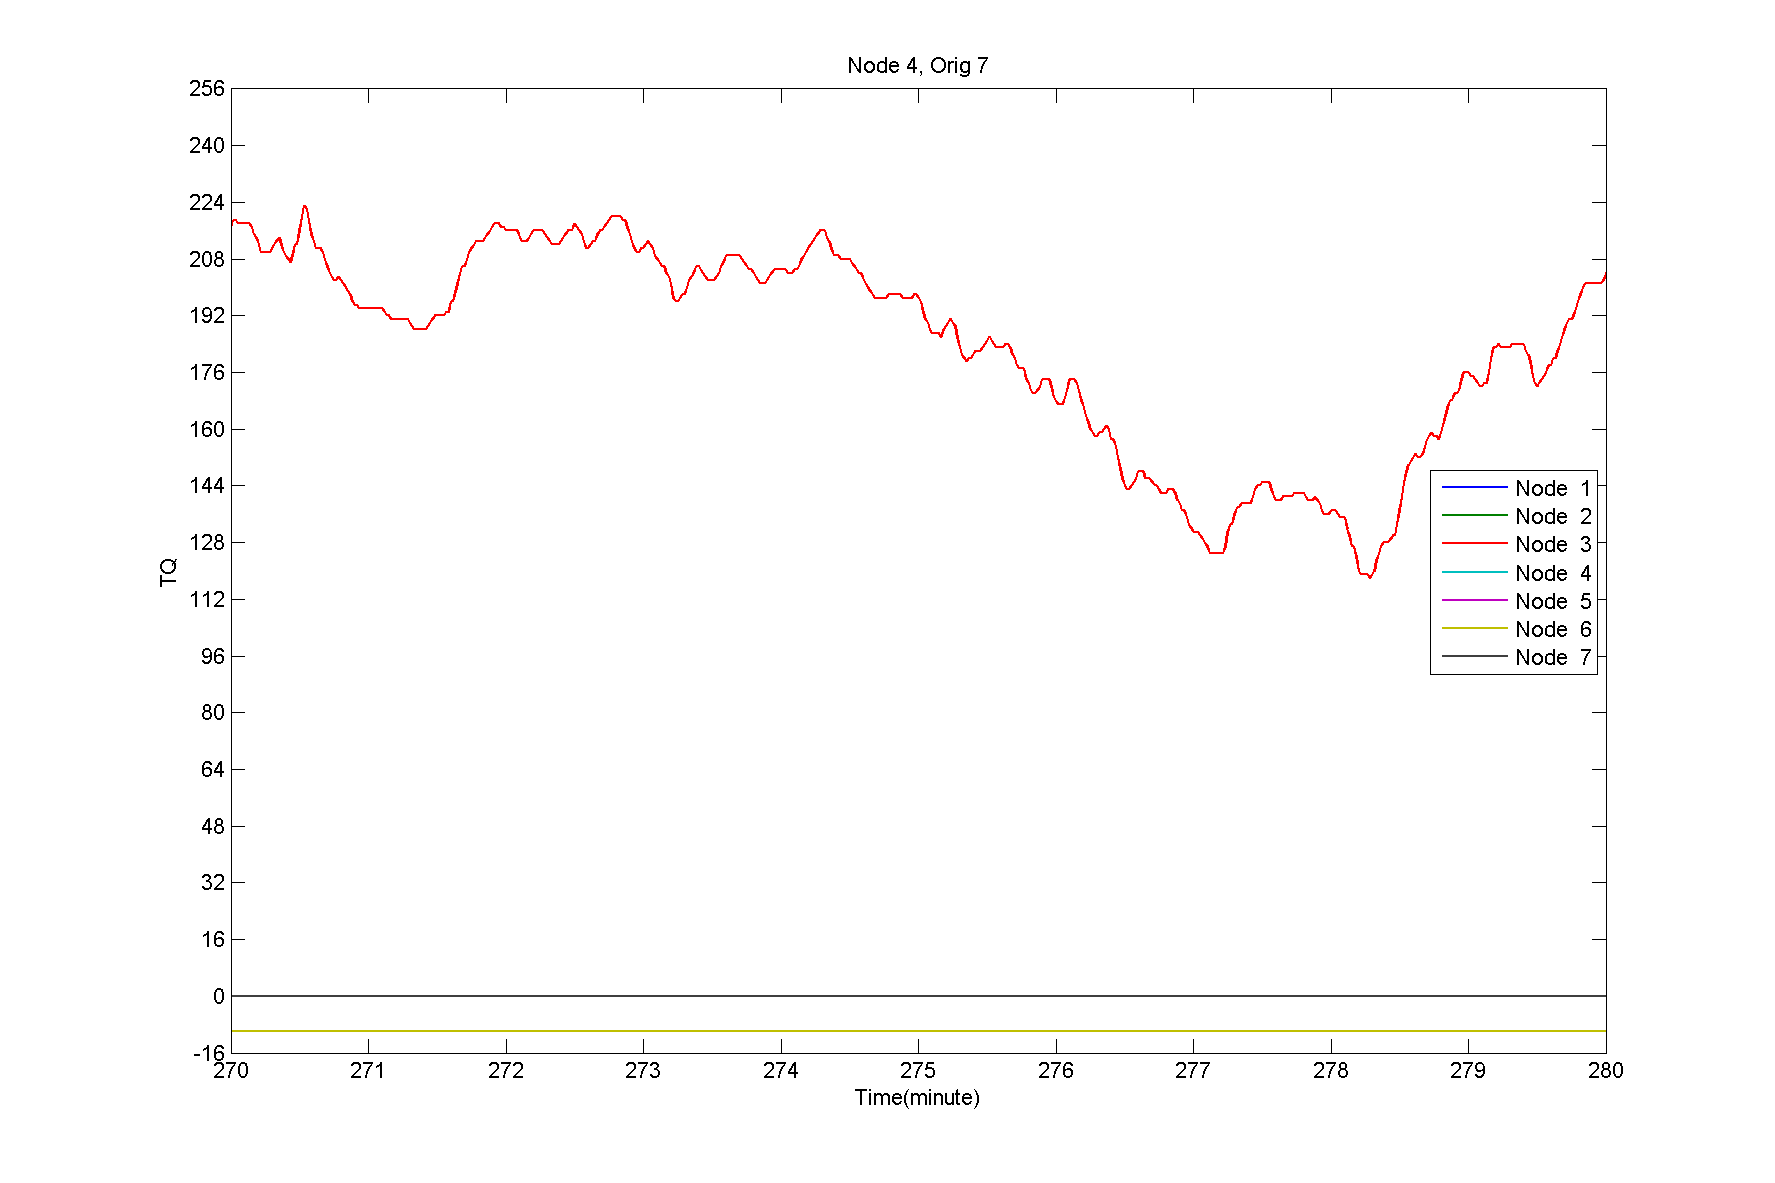 Node 4, Orig 7
256
240
224
208
192
176
160
144
128
112
96
80
64
48
32
16
0
-16
TQ
Node 1
Node 2
Node 3
Node 4
Node 5
Node 6
Node 7
270 271 272 273 274 275 276 277 278 279 280
Time(minute)